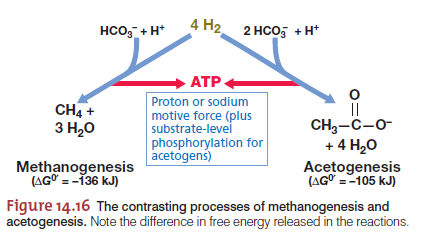 HCO₃⁻ + H⁺
4 H₂
2 HCO₃⁻ + H⁺
ATP
CH₄ +
3 H₂O
Proton or sodium
motive force (plus
substrate-level
phosphorylation for
acetogens)
O
CH₃–C–O⁻
+ 4 H₂O
Methanogenesis
(ΔG⁰′ = –136 kJ)
Acetogenesis
(ΔG⁰′ = –105 kJ)
Figure 14.16 The contrasting processes of methanogenesis and
acetogenesis. Note the difference in free energy released in the reactions.